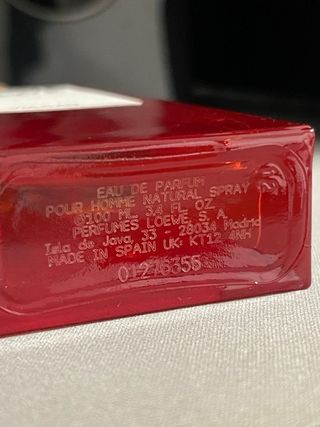 EAU DE PARFUM
POUR HOMME NATURAL SPRAY
℮100 ML. 3.4 FL. OZ.
PERFUMES LOEWE S. A.
Isla de Java, 33 - 28034 Madrid
MADE IN SPAIN UK: KT12 4NH
01276355